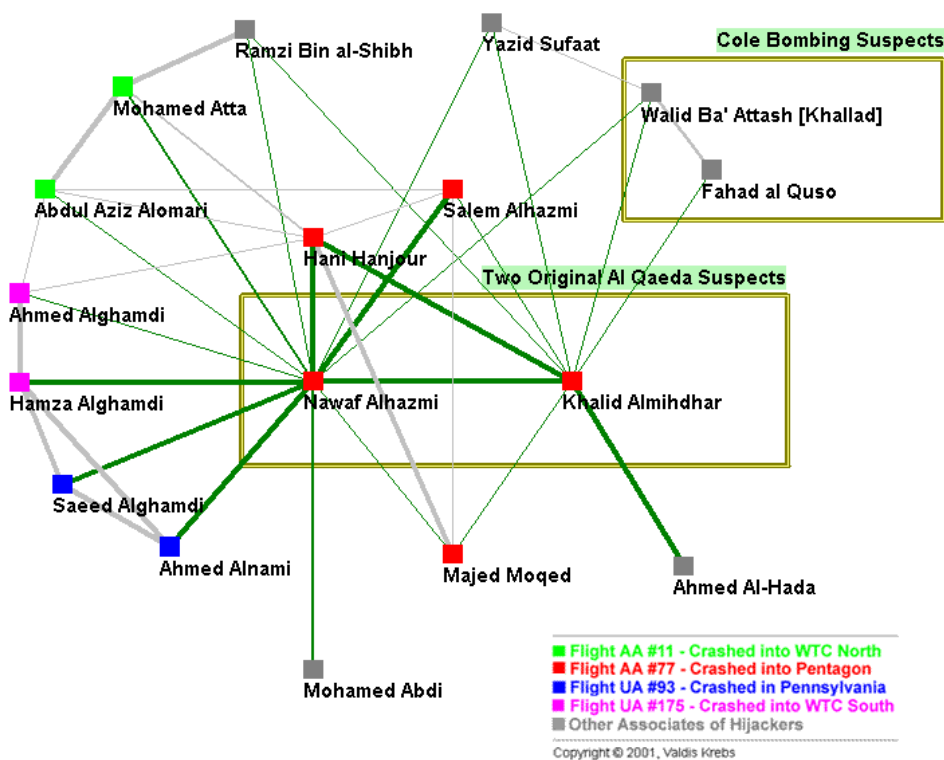 Ramzi Bin al-Shibh
Yazid Sufaat
Cole Bombing Suspects
Mohamed Atta
Walid Ba' Attash [Khallad]
Fahad al Quso
Abdul Aziz Alomari
Salem Alhazmi
Hani Hanjour
Two Original Al Qaeda Suspects
Ahmed Alghamdi
Hamza Alghamdi
Nawaf Alhazmi
Khalid Almihdhar
Saeed Alghamdi
Ahmed Alnami
Majed Moqed
Ahmed Al-Hada
Mohamed Abdi
Flight AA #11 - Crashed into WTC North
Flight AA #77 - Crashed into Pentagon
Flight UA #93 - Crashed in Pennsylvania
Flight UA #175 - Crashed into WTC South
Other Associates of Hijackers
Copyright © 2001, Valdis Krebs